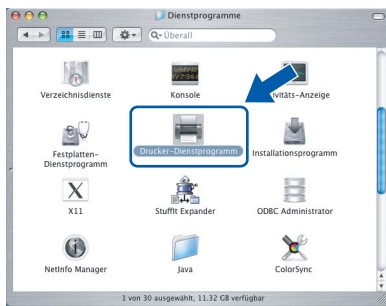 Dienstprogramme
Q- Überall
Verzeichnisdienste
Konsole
ivitäts-Anzeige
Festplatten-
Dienstprogramm
Drucker-Dienstprogramm
Installationsprogramm
X11
StuffIt Expander
ODBC Administrator
NetInfo Manager
Java
ColorSync
1 von 30 ausgewählt, 11.32 GB verfügbar